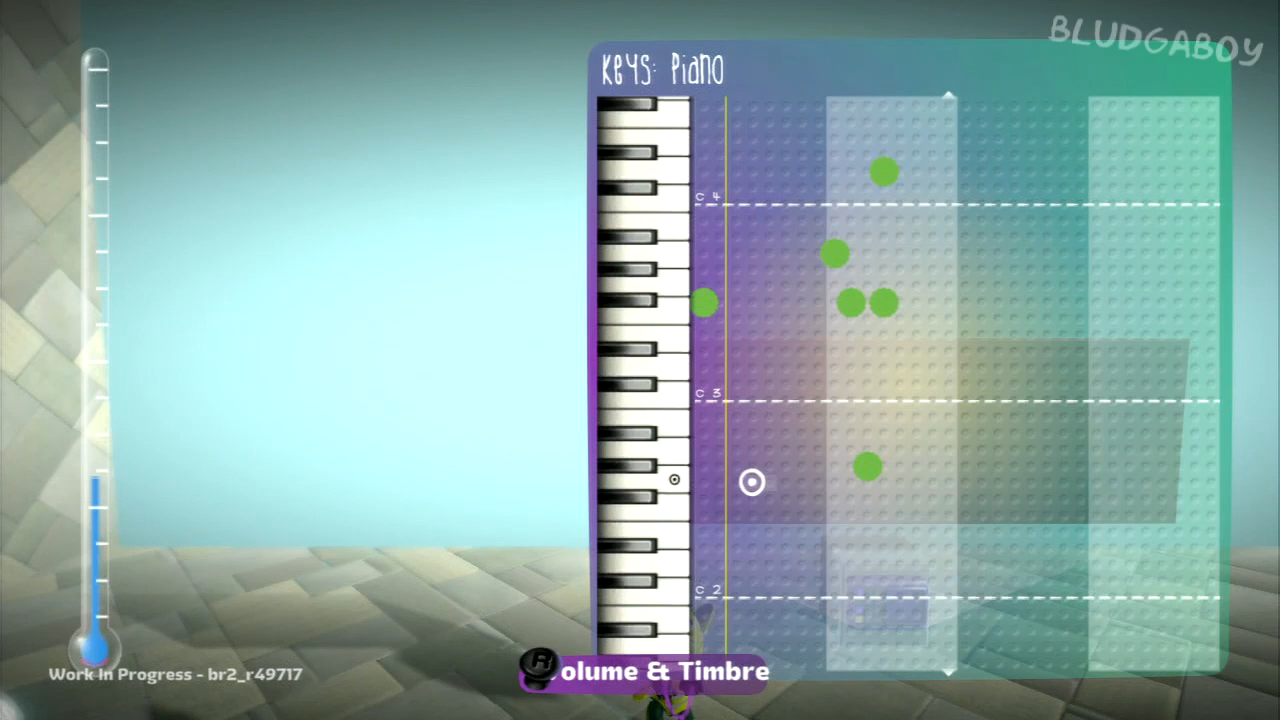 BLUDGABOY
Keys: Piano
C 4
C 3
C 2
R olume & Timbre
Work In Progress - br2_r49717